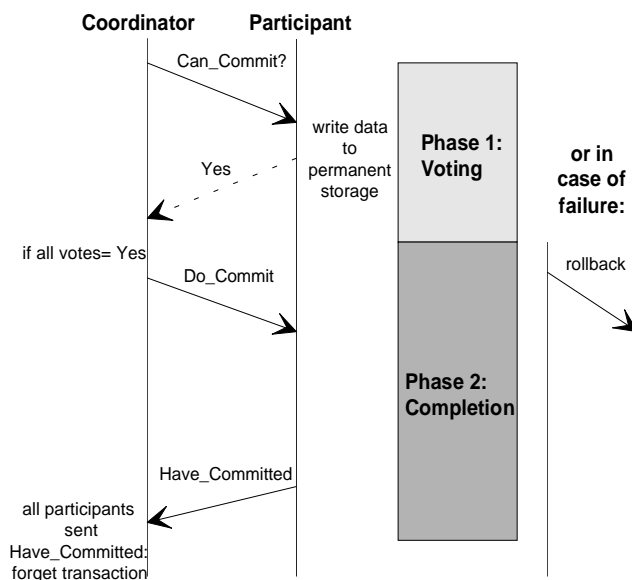 Coordinator
Participant
Can_Commit?
write data
to
permanent
storage
Phase 1:
Voting
or in
case of
failure:
Yes
if all votes= Yes
Do_Commit
rollback
Phase 2:
Completion
Have_Committed
all participants
sent
Have_Committed:
forget transaction